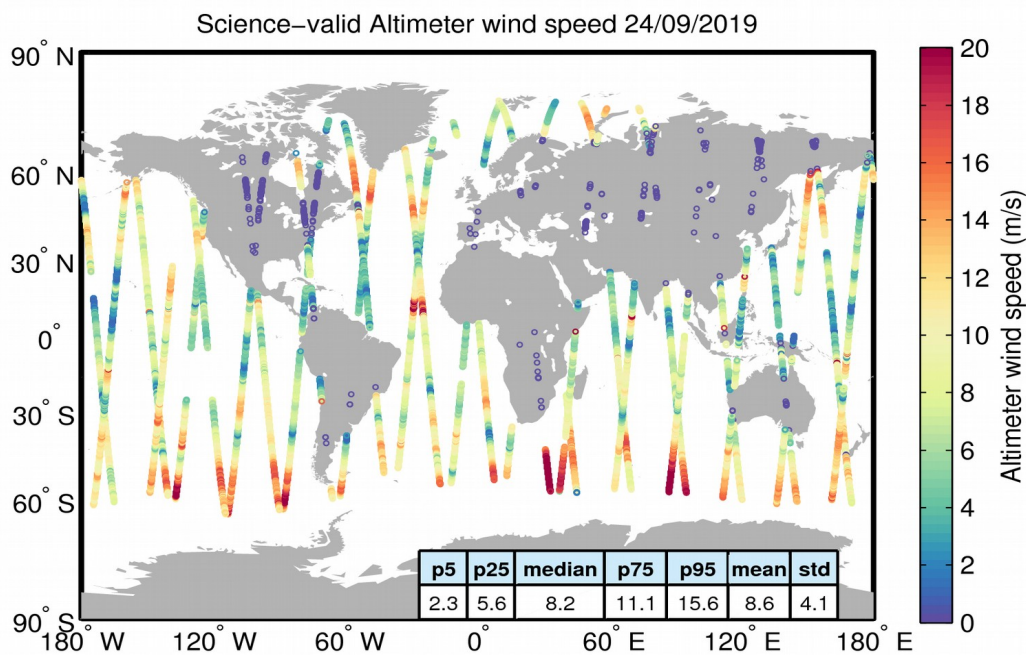 Science−valid Altimeter wind speed 24/09/2019
90° N
60° N
30° N
0°
30° S
60° S
90° S
180° W
120° W
60° W
0°
60° E
120° E
180° E
p5 p25 median p75 p95 mean std
2.3 5.6 8.2 11.1 15.6 8.6 4.1
20
18
16
14
12
10
8
6
4
2
0
Altimeter wind speed (m/s)